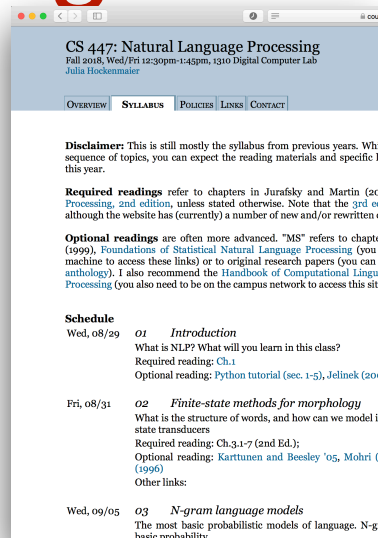 cou
CS 447: Natural Language Processing
Fall 2018, Wed/Fri 12:30pm-1:45pm, 1310 Digital Computer Lab
Julia Hockenmaier
OVERVIEW SYLLABUS POLICIES LINKS CONTACT
Disclaimer: This is still mostly the syllabus from previous years. Wh
sequence of topics, you can expect the reading materials and specific
this year.
Required readings refer to chapters in Jurafsky and Martin (20
Processing, 2nd edition, unless stated otherwise. Note that the 3rd e
although the website has (currently) a number of new and/or rewritten
Optional readings are often more advanced. "MS" refers to chapte
(1999), Foundations of Statistical Natural Language Processing (you
machine to access these links) or to original research papers (you can
anthology). I also recommend the Handbook of Computational Lingu
Processing (you also need to be on the campus network to access this sit
Schedule
Wed, 08/29 01 Introduction
What is NLP? What will you learn in this class?
Required reading: Ch.1
Optional reading: Python tutorial (sec. 1-5), Jelinek (200
Fri, 08/31 02 Finite-state methods for morphology
What is the structure of words, and how can we model i
state transducers
Required reading: Ch.3.1-7 (2nd Ed.);
Optional reading: Karttunen and Beesley '05, Mohri (
(1996)
Other links:
Wed, 09/05 03 N-gram language models
The most basic probabilistic models of language. N-g
basic probability